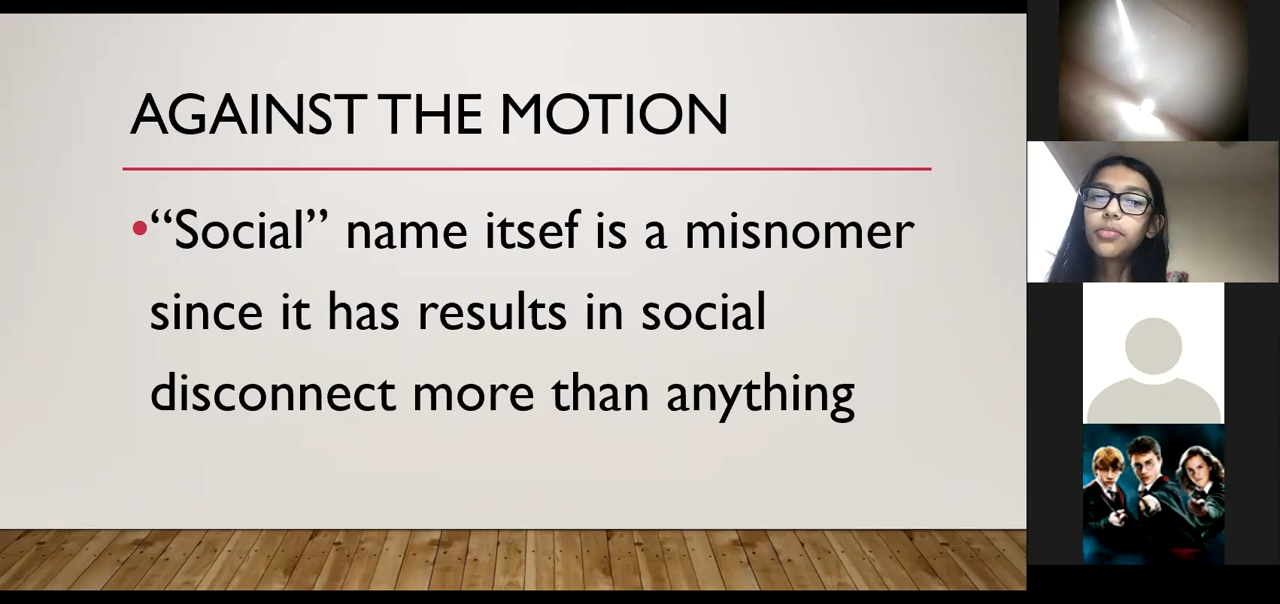 AGAINST THE MOTION
•“Social” name itsef is a misnomer
since it has results in social
disconnect more than anything